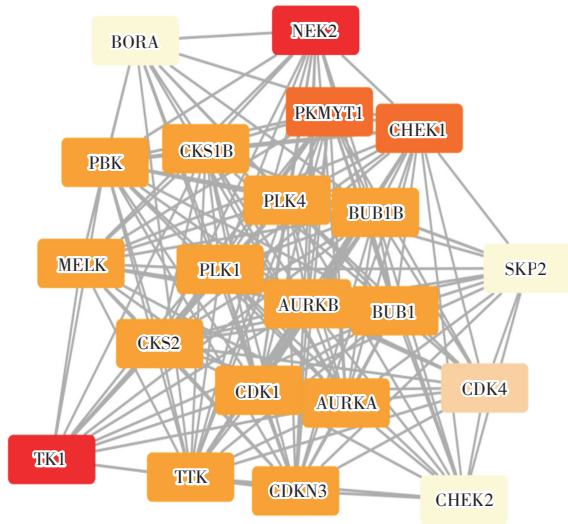 NEK2
BORA
PKMYT1
CHEK1
CKS1B
PBK
PLK4
BUB1B
MELK
PLK1
SKP2
AURKB
BUB1
CKS2
CDK1
CDK4
AURKA
TK1
TTK
CDKN3
CHEK2